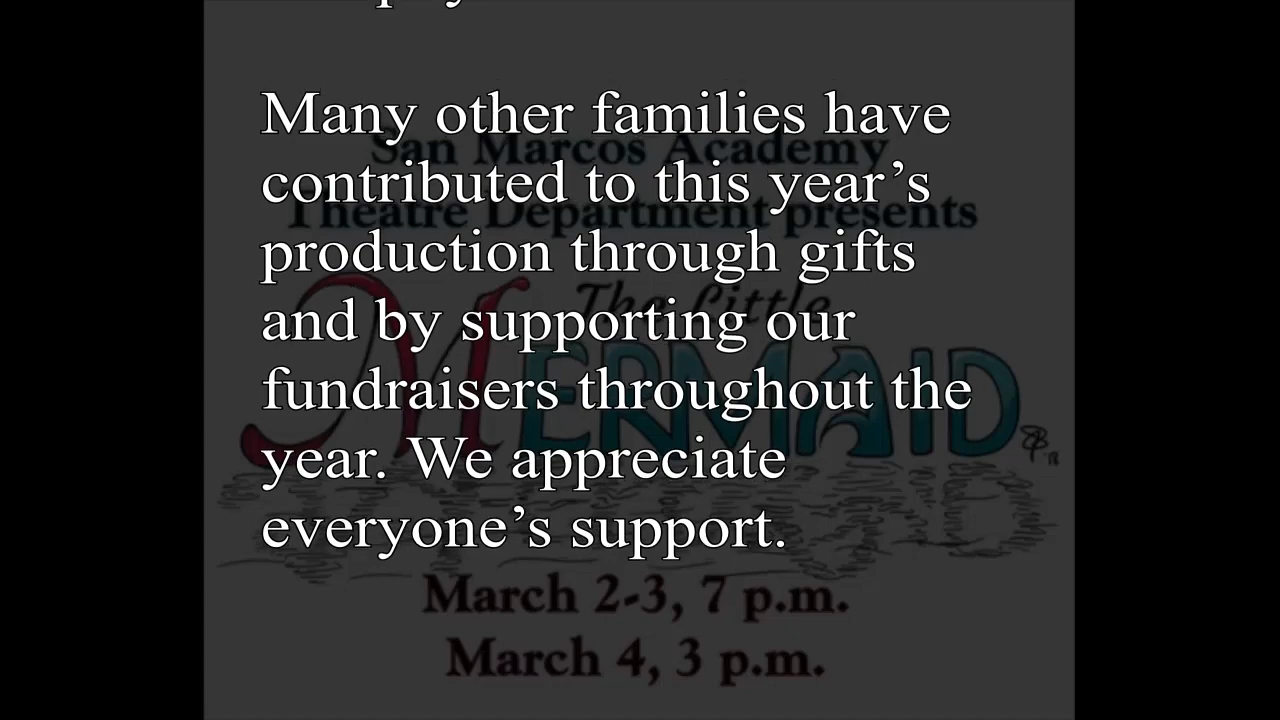 Many other families have
contributed to this year’s
production through gifts
and by supporting our
fundraisers throughout the
year. We appreciate
everyone’s support.
San Marcos Academy
Theatre Department presents
The Little
MERMAID
March 2-3, 7 p.m.
March 4, 3 p.m.